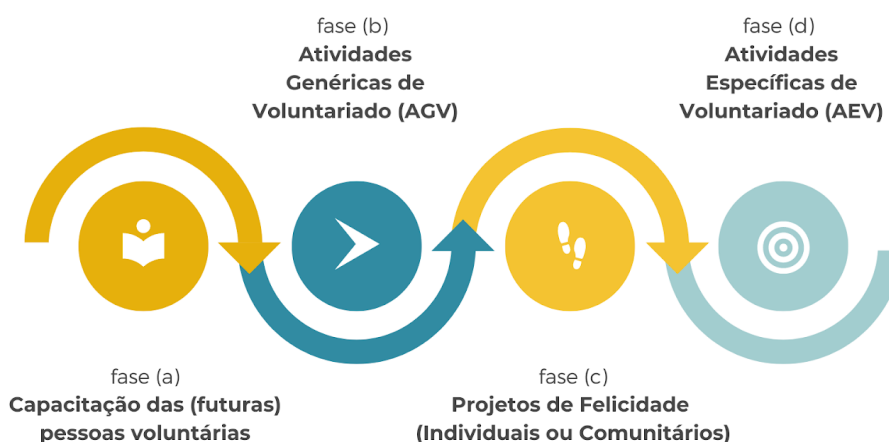 fase (b)
Atividades
Genéricas de
Voluntariado (AGV)
fase (d)
Atividades
Específicas de
Voluntariado (AEV)
fase (a)
Capacitação das (futuras)
pessoas voluntárias
fase (c)
Projetos de Felicidade
(Individuais ou Comunitários)